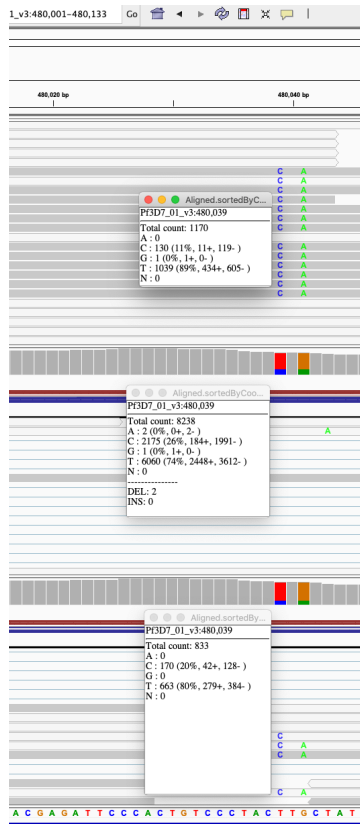 1_v3:480,001-480,133 Go
480,020 bp 480,040 bp
C A
C A
C A
Aligned.sortedByC...
Pf3D7_01_v3:480,039
Total count: 1170
A : 0
C : 130 (11%, 11+, 119- )
G : 1 (0%, 1+, 0- )
T : 1039 (89%, 434+, 605- )
N : 0
C A
C A
C A
C
C A
C A
C A
C A
C A
C A
Aligned.sortedByCoo...
Pf3D7_01_v3:480,039
Total count: 8238
A : 2 (0%, 0+, 2- )
C : 2175 (26%, 184+, 1991- )
G : 1 (0%, 1+, 0- )
T : 6060 (74%, 2448+, 3612- )
N : 0
---------------
DEL: 2
INS: 0
A
Aligned.sortedByC...
Pf3D7_01_v3:480,039
Total count: 833
A : 0
C : 170 (20%, 42+, 128- )
G : 0
T : 663 (80%, 279+, 384- )
N : 0
C
C A
C A
C A
A C G A G A T T C C C A C T G T C C C T A C T T G C T A T